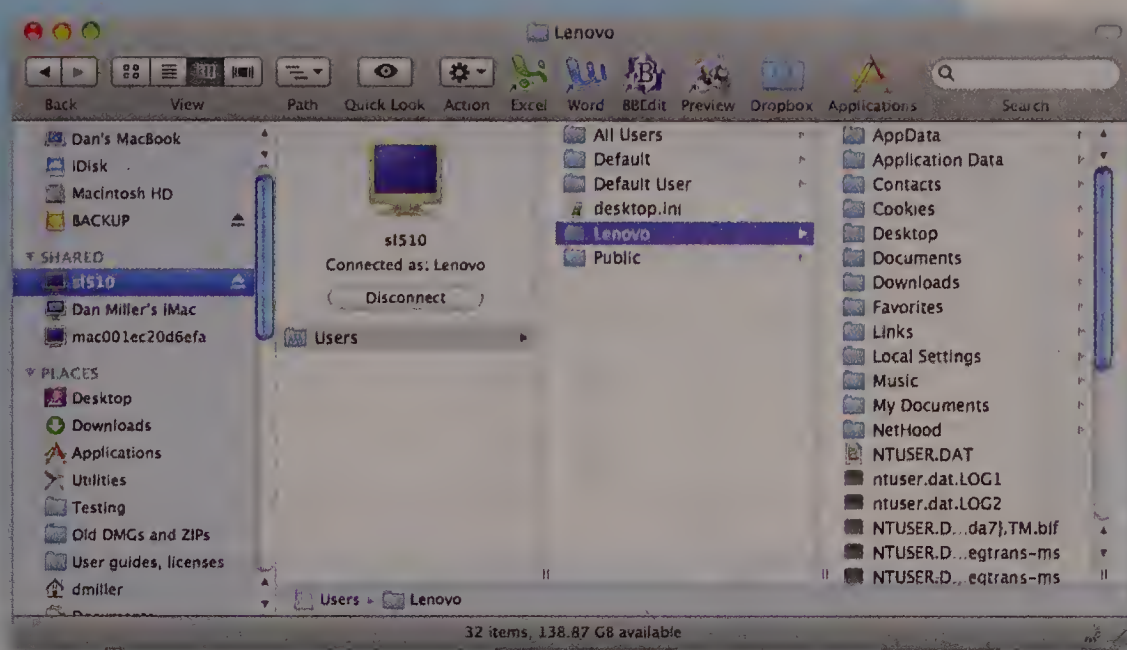 Lenovo
Back View Path Quick Look Action Excel Word BBEdit Preview Dropbox Applications Search
Dan's MacBook
iDisk
Macintosh HD
BACKUP
SHARED
sl510
Dan Miller's iMac
mac001ec20d6efa
PLACES
Desktop
Downloads
Applications
Utilities
Testing
Old DMGs and ZIPs
User guides, licenses
dmiller
Documents
sl510
Connected as: Lenovo
Disconnect
Users
All Users
Default
Default User
desktop.ini
Lenovo
Public
AppData
Application Data
Contacts
Cookies
Desktop
Documents
Downloads
Favorites
Links
Local Settings
Music
My Documents
NetHood
NTUSER.DAT
ntuser.dat.LOG1
ntuser.dat.LOG2
NTUSER.D...da7}.TM.blf
NTUSER.D...egtrans-ms
NTUSER.D...egtrans-ms
Users ▸ Lenovo
32 items, 138.87 GB available